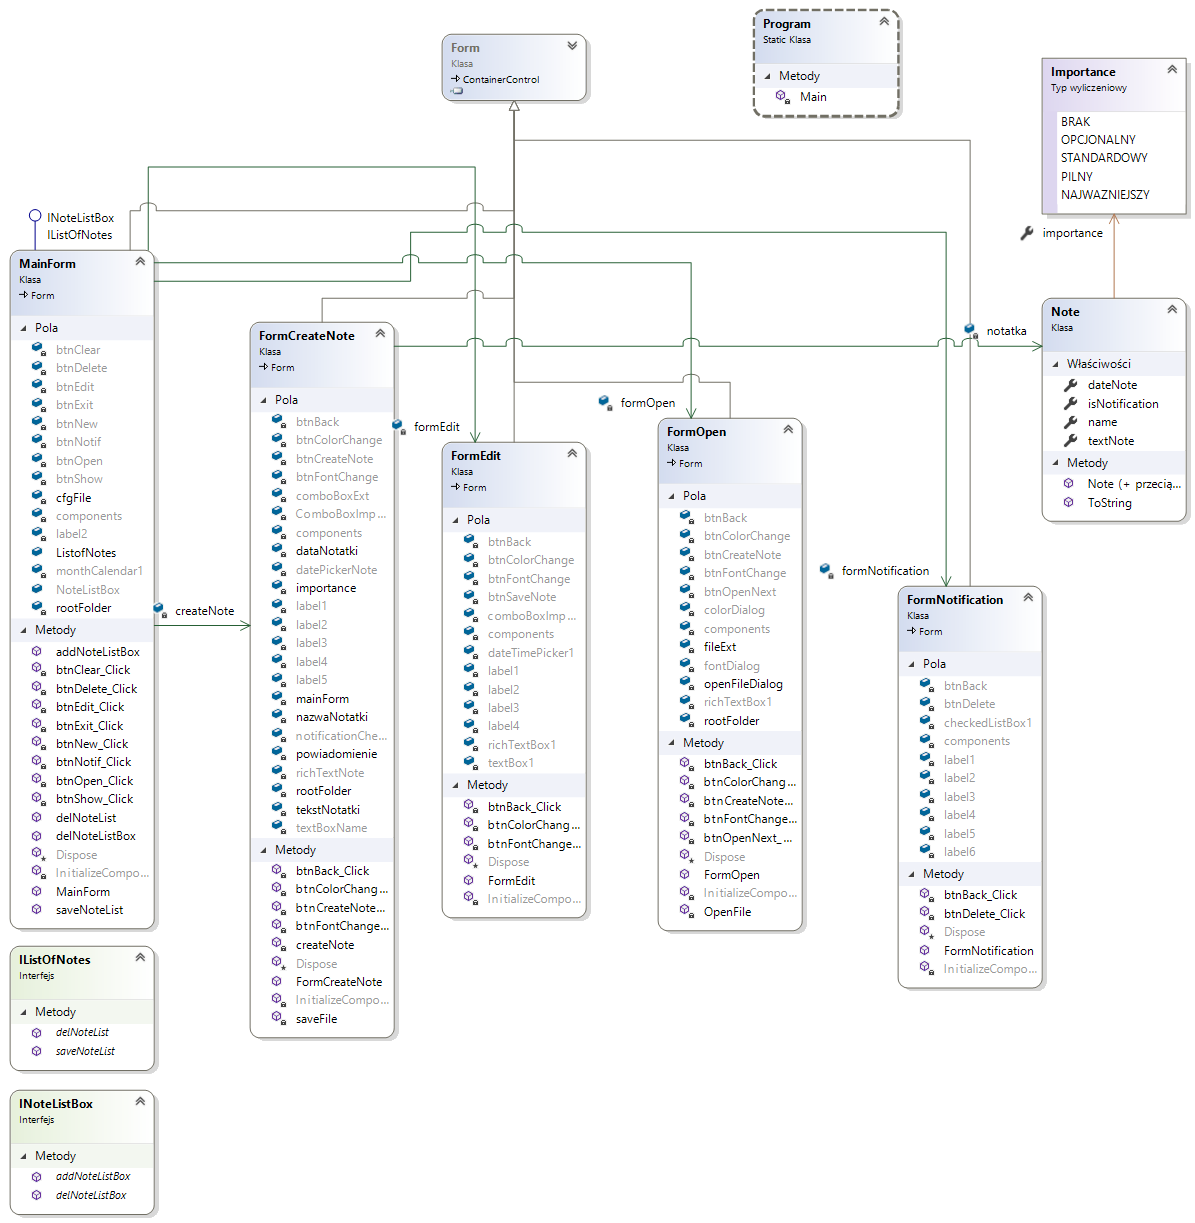 Form
Klasa
ContainerControl
Program
Static Klasa
Metody
Main
Importance
Typ wyliczeniowy
BRAK
OPCJONALNY
STANDARDOWY
PILNY
NAJWAZNIEJSZY
importance
INoteListBox
IListOfNotes
MainForm
Klasa
Form
Pola
btnClear
btnDelete
btnEdit
btnExit
btnNew
btnNotif
btnOpen
btnShow
cfgFile
components
label2
ListofNotes
monthCalendar1
NoteListBox
rootFolder
Metody
addNoteListBox
btnClear_Click
btnDelete_Click
btnEdit_Click
btnExit_Click
btnNew_Click
btnNotif_Click
btnOpen_Click
btnShow_Click
delNoteList
delNoteListBox
Dispose
InitializeCompo...
MainForm
saveNoteList
createNote
FormCreateNote
Klasa
Form
Pola
btnBack
btnColorChange
btnCreateNote
btnFontChange
comboBoxExt
ComboBoxImp...
components
dataNotatki
datePickerNote
importance
label1
label2
label3
label4
label5
mainForm
nazwaNotatki
notificationChe...
powiadomienie
richTextNote
rootFolder
tekstNotatki
textBoxName
Metody
btnBack_Click
btnColorChang...
btnCreateNote...
btnFontChange...
createNote
Dispose
FormCreateNote
InitializeCompo...
saveFile
formEdit
FormEdit
Klasa
Form
Pola
btnBack
btnColorChange
btnFontChange
btnSaveNote
comboBoxImp...
components
dateTimePicker1
label1
label2
label3
label4
richTextBox1
textBox1
Metody
btnBack_Click
btnColorChang...
btnFontChange...
Dispose
FormEdit
InitializeCompo...
formOpen
FormOpen
Klasa
Form
Pola
btnBack
btnColorChange
btnCreateNote
btnFontChange
btnOpenNext
colorDialog
components
fileExt
fontDialog
openFileDialog
richTextBox1
rootFolder
Metody
btnBack_Click
btnColorChang...
btnCreateNote...
btnFontChange...
btnOpenNext_...
Dispose
FormOpen
InitializeCompo...
OpenFile
formNotification
FormNotification
Klasa
Form
Pola
btnBack
btnDelete
checkedListBox1
components
label1
label2
label3
label4
label5
label6
Metody
btnBack_Click
btnDelete_Click
Dispose
FormNotification
InitializeCompo...
notatka
Note
Klasa
Właściwości
dateNote
isNotification
name
textNote
Metody
Note (+ przecią...
ToString
IListOfNotes
Interfejs
Metody
delNoteList
saveNoteList
INoteListBox
Interfejs
Metody
addNoteListBox
delNoteListBox